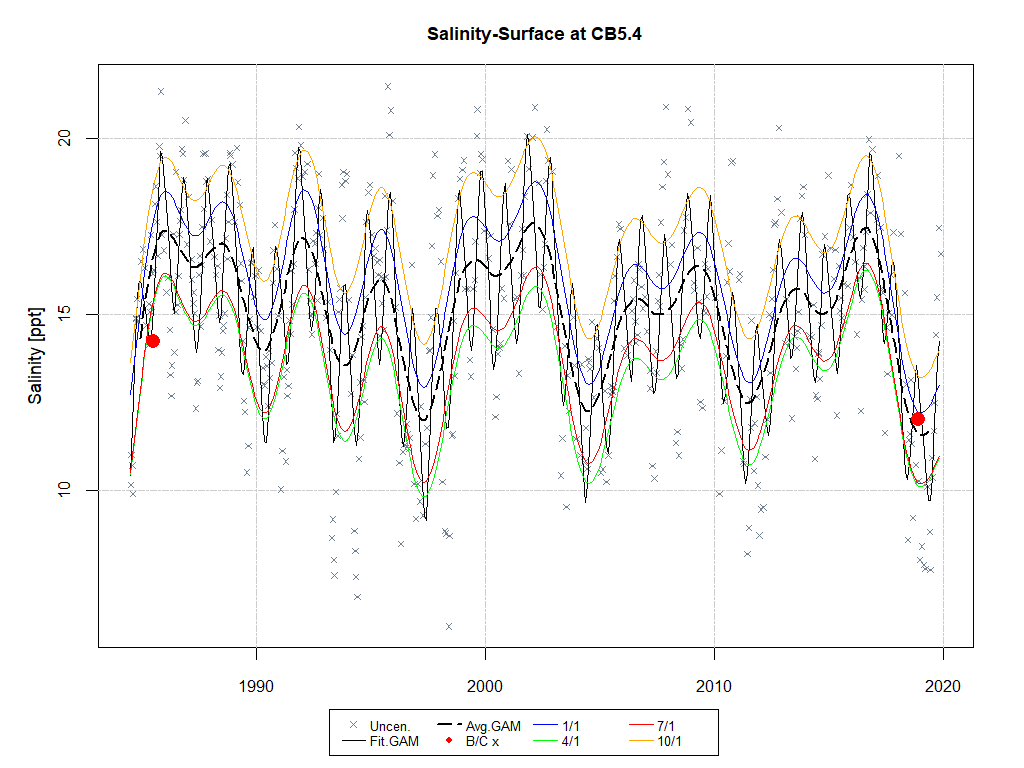 Salinity-Surface at CB5.4
Salinity [ppt]
20
15
10
1990 2000 2010 2020
Uncen. Avg.GAM 1/1 7/1
Fit.GAM B/C x 4/1 10/1